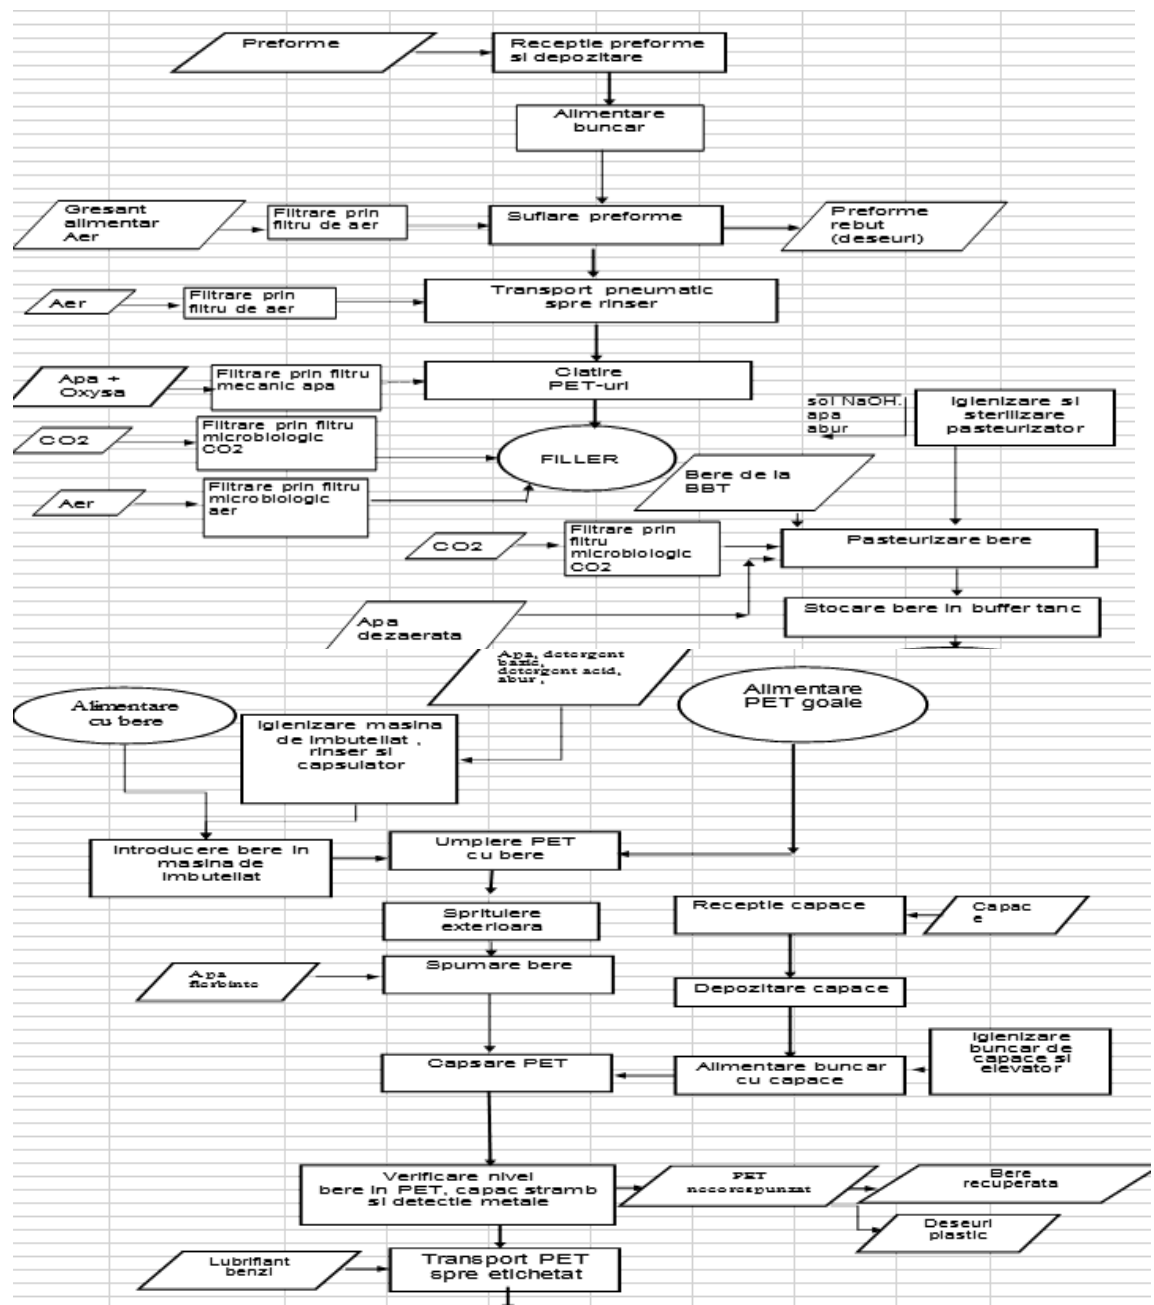 Preforme
Receptie preforme
si depozitare
Alimentare
buncar
Gresant
alimentar
Aer
Filtrare prin
filtru de aer
Suflare preforme
Preforme
rebut
(deseuri)
Aer
Filtrare prin
filtru de aer
Transport pneumatic
spre rinser
Apa +
Oxysa
Filtrare prin filtru
mecanic apa
Clatire
PET-uri
sol NaOH.
apa
abur
Igienizare si
sterilizare
pasteurizator
CO2
Filtrare prin filtru
microbiologic
CO2
FILLER
Bere de la
BBT
Aer
Filtrare prin filtru
microbiologic
aer
CO2
Filtrare prin
filtru
microbiologic
CO2
Pasteurizare bere
Apa
dezaerata
Stocare bere in buffer tanc
Apa, detergent
bazic,
detergent acid,
abur ,
Alimentare
cu bere
Igienizare masina
de imbuteliat ,
rinser si
capsulator
Alimentare
PET goale
Introducere bere in
masina de
imbuteliat
Umplere PET
cu bere
Sprituiere
exterioara
Receptie capace
Capac
e
Apa
fierbinte
Spumare bere
Depozitare capace
Capsare PET
Alimentare buncar
cu capace
Igienizare
buncar de
capace si
elevator
Verificare nivel
bere in PET, capac stramb
si detectie metale
PET
necorespunzat
Bere
recuperata
Deseuri
plastic
Lubrifiant
benzi
Transport PET
spre etichetat